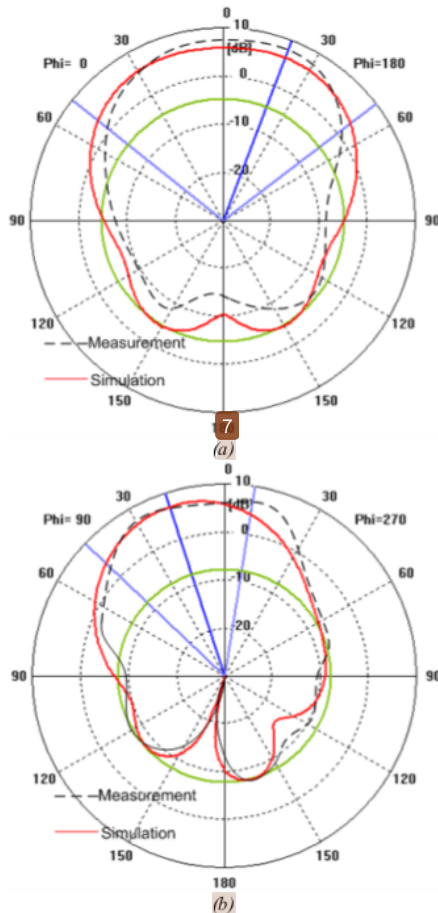 0
10
[dB]
30
30
Phi= 0
Phi=180
0
60
60
-10
-20
90
90
120
120
Measurement
Simulation
150
150
7
(a)
0
10
[dB]
30
30
Phi= 90
Phi=270
0
60
60
-10
-20
90
90
120
120
Measurement
Simulation
150
150
180
(b)